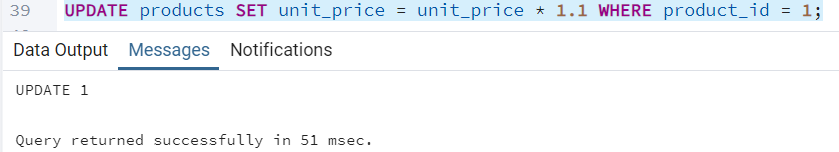 39 UPDATE products SET unit_price = unit_price * 1.1 WHERE product_id = 1;
Data Output Messages Notifications
UPDATE 1
Query returned successfully in 51 msec.